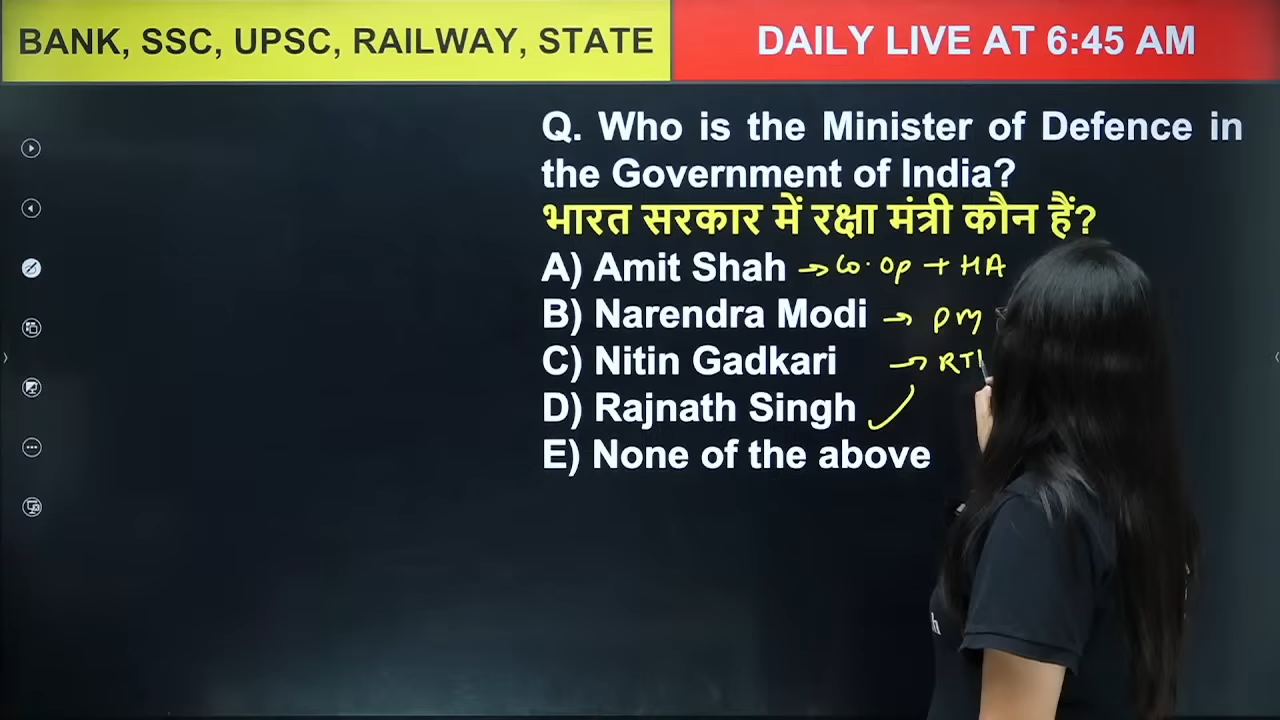 BANK, SSC, UPSC, RAILWAY, STATE
DAILY LIVE AT 6:45 AM
Q. Who is the Minister of Defence in
the Government of India?
भारत सरकार में रक्षा मंत्री कौन हैं?
A) Amit Shah → Co.Op + HA
B) Narendra Modi → PM
C) Nitin Gadkari → RTH
D) Rajnath Singh ✓
E) None of the above